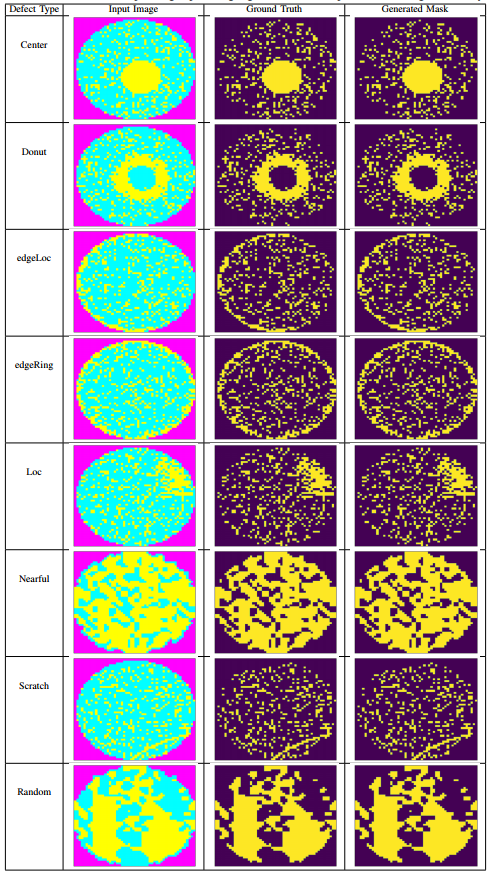 Defect Type Input Image Ground Truth Generated Mask
Center
Donut
edgeLoc
edgeRing
Loc
Nearful
Scratch
Random